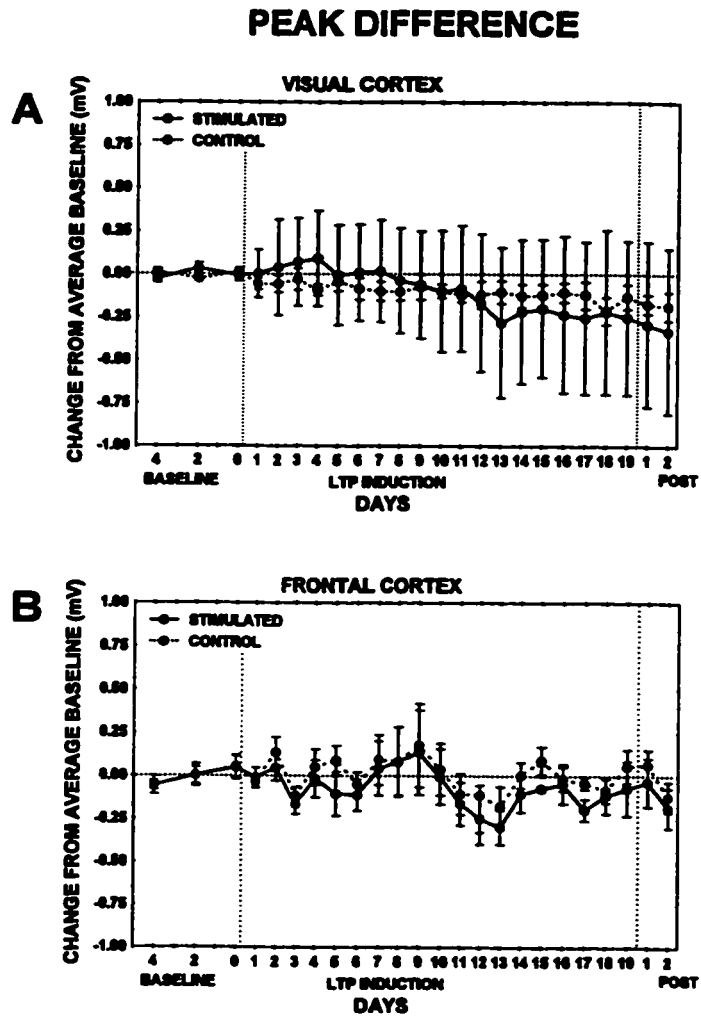 PEAK DIFFERENCE
A
VISUAL CORTEX
CHANGE FROM AVERAGE BASELINE (mV)
1.00
0.75
0.50
0.25
0.00
-0.25
-0.50
-0.75
-1.00
STIMULATED
CONTROL
4 2 0 1 2 3 4 5 6 7 8 9 10 11 12 13 14 15 16 17 18 19 1 2
BASELINE LTP INDUCTION POST
DAYS
B
FRONTAL CORTEX
CHANGE FROM AVERAGE BASELINE (mV)
1.00
0.75
0.50
0.25
0.00
-0.25
-0.50
-0.75
-1.00
STIMULATED
CONTROL
4 2 0 1 2 3 4 5 6 7 8 9 10 11 12 13 14 15 16 17 18 19 1 2
BASELINE LTP INDUCTION POST
DAYS